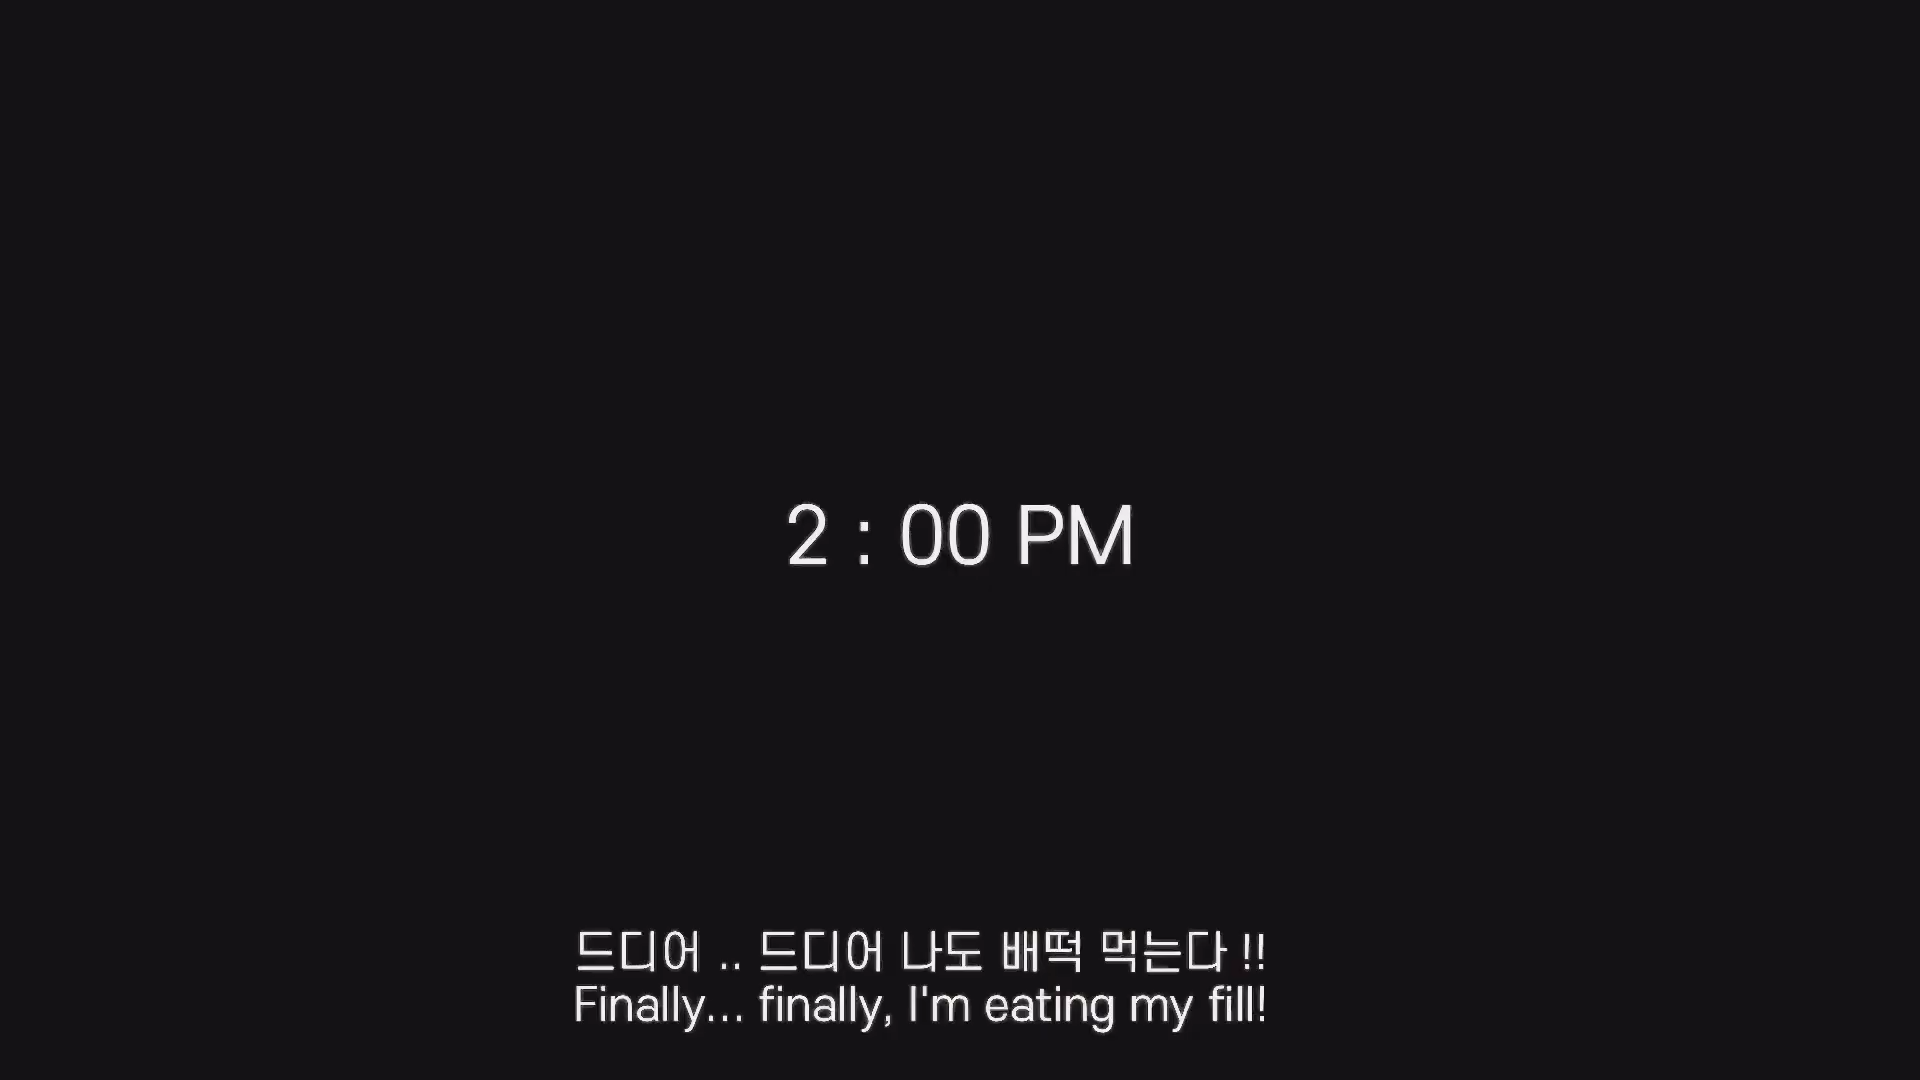 2 : 00 PM
드디어 .. 드디어 나도 배떡 먹는다 !!
Finally... finally, I'm eating my fill!